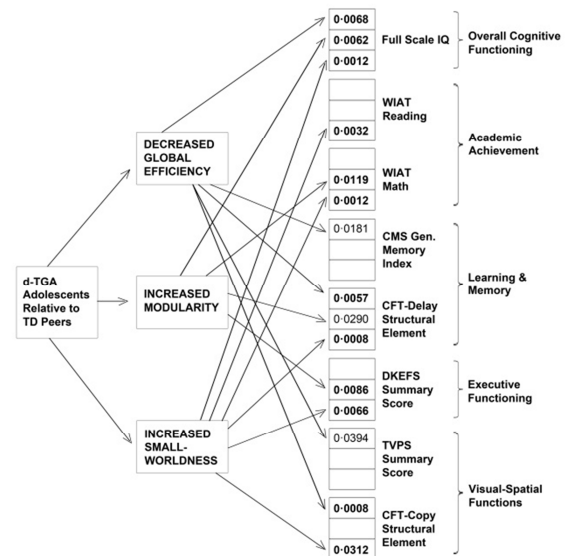 0·0068
0·0062
0·0012
Full Scale IQ
Overall Cognitive
Functioning
0·0032
WIAT
Reading
0·0119
0·0012
WIAT
Math
Academic
Achievement
0·0181
CMS Gen.
Memory
Index
0·0057
0·0290
0·0008
CFT-Delay
Structural
Element
Learning &
Memory
0·0086
0·0066
DKEFS
Summary
Score
Executive
Functioning
0·0394
TVPS
Summary
Score
0·0008
0·0312
CFT-Copy
Structural
Element
Visual-Spatial
Functions
DECREASED
GLOBAL
EFFICIENCY
d-TGA
Adolescents
Relative to
TD Peers
INCREASED
MODULARITY
INCREASED
SMALL-
WORLDNESS